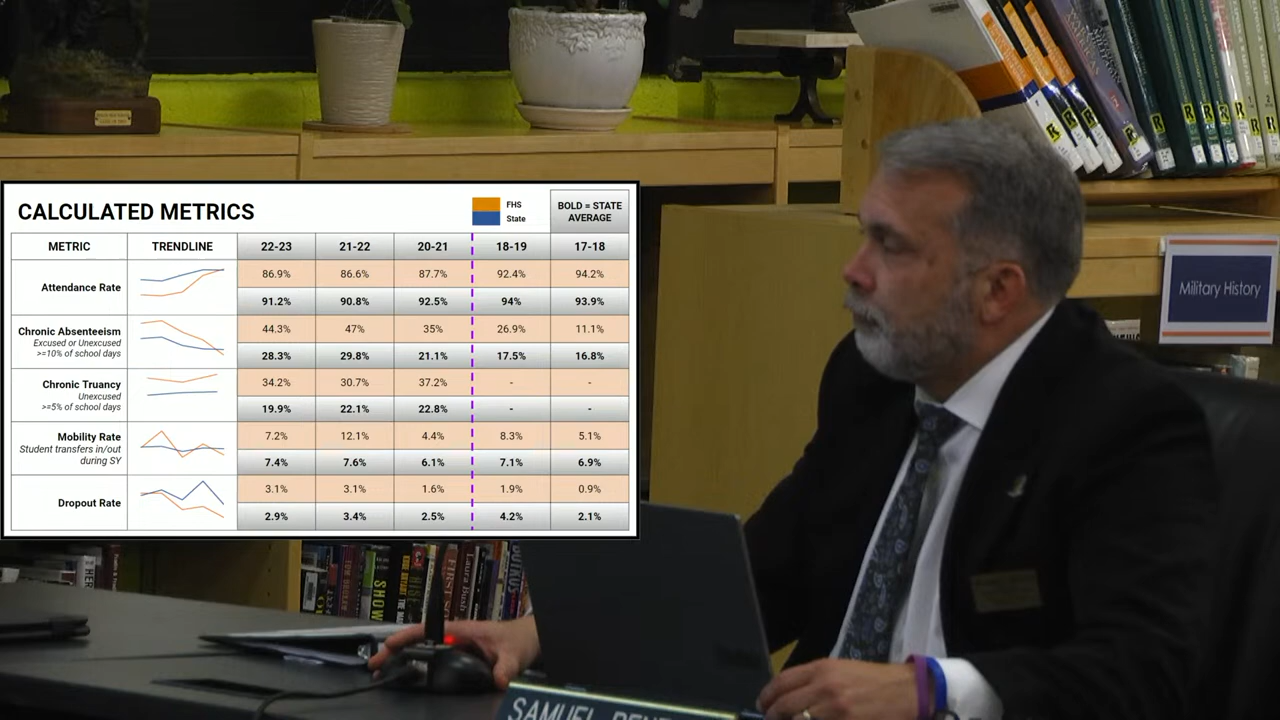 CALCULATED METRICS
FHS
State
BOLD = STATE
AVERAGE
METRIC TRENDLINE 22-23 21-22 20-21 18-19 17-18
Attendance Rate
86.9% 86.6% 87.7% 92.4% 94.2%
91.2% 90.8% 92.5% 94% 93.9%
Chronic Absenteeism
Excused or Unexcused
>=10% of school days
44.3% 47% 35% 26.9% 11.1%
28.3% 29.8% 21.1% 17.5% 16.8%
Chronic Truancy
Unexcused
>=5% of school days
34.2% 30.7% 37.2% - -
19.9% 22.1% 22.8% - -
Mobility Rate
Student transfers in/out
during SY
7.2% 12.1% 4.4% 8.3% 5.1%
7.4% 7.6% 6.1% 7.1% 6.9%
Dropout Rate
3.1% 3.1% 1.6% 1.9% 0.9%
2.9% 3.4% 2.5% 4.2% 2.1%
Military History
SHOW
Laura Bush
SAMUEL